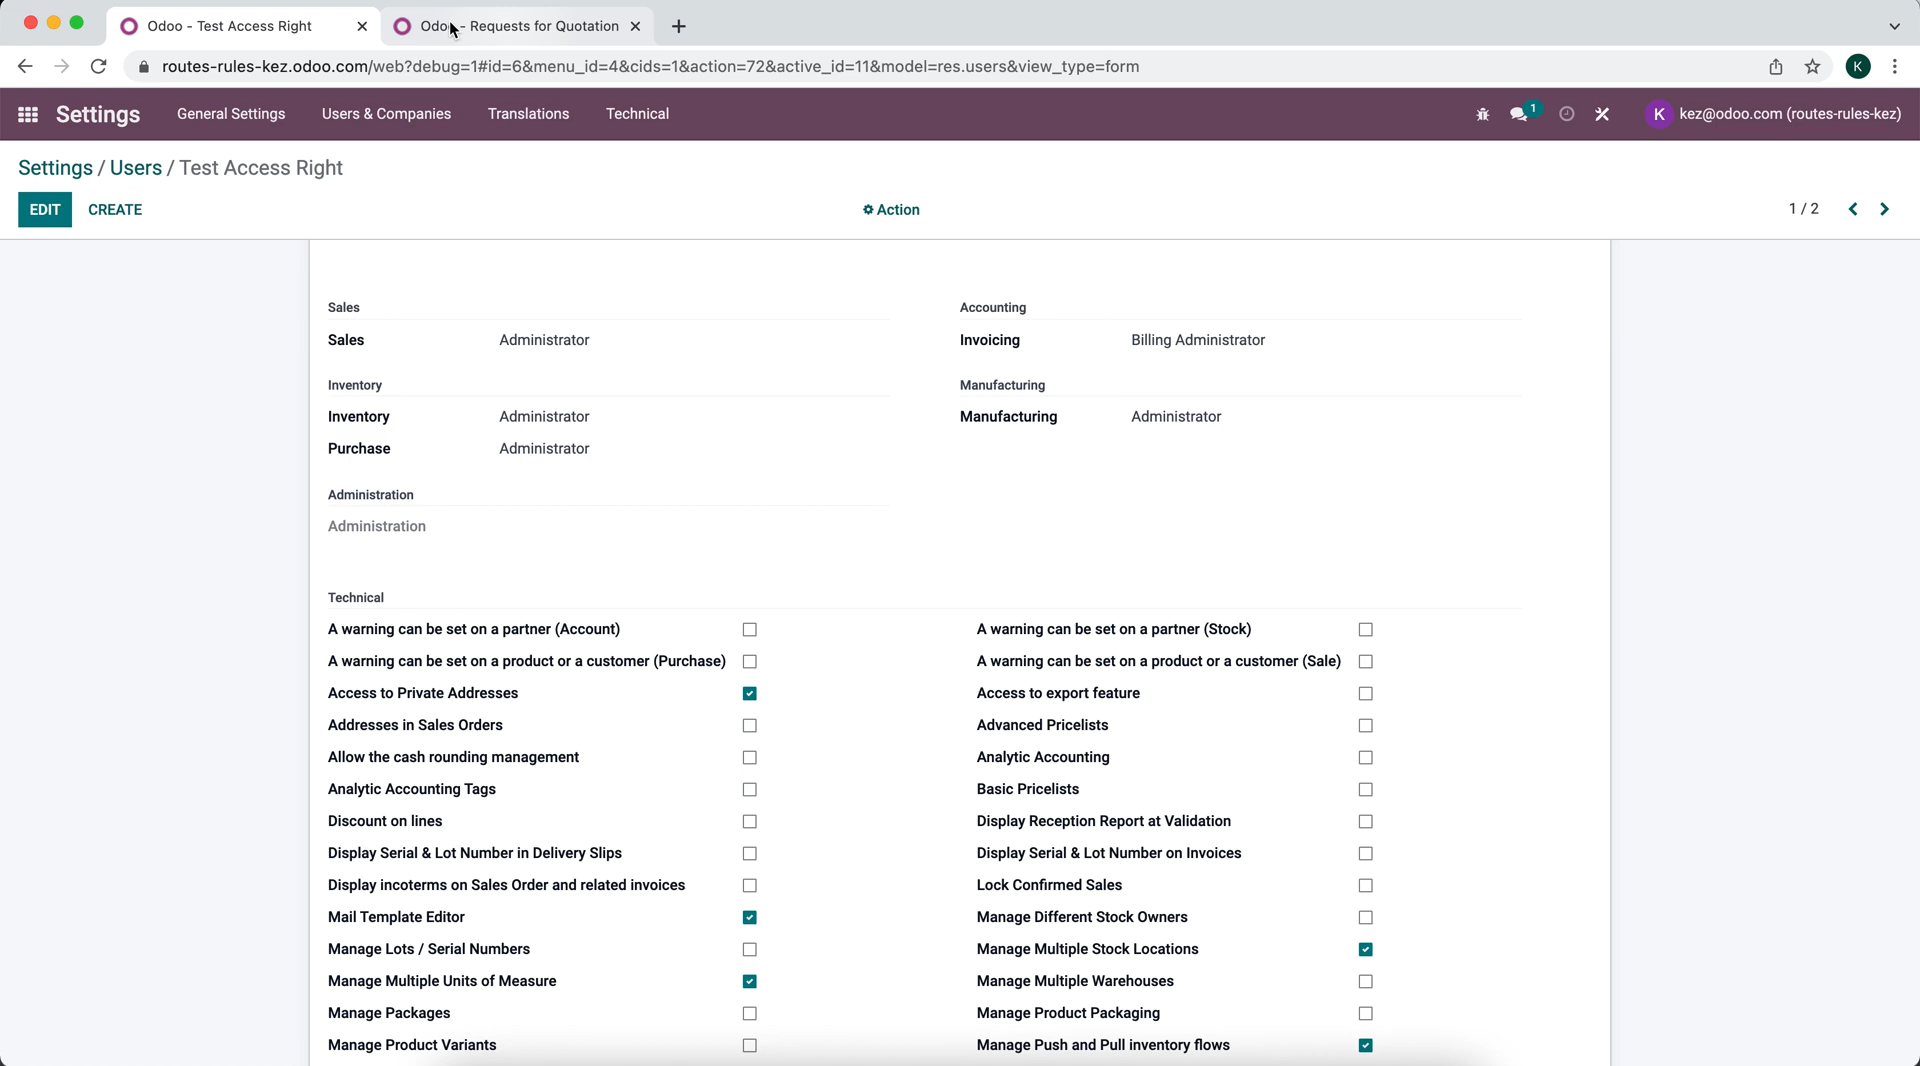 Odoo - Test Access Right
Odoo - Requests for Quotation
routes-rules-kez.odoo.com/web?debug=1#id=6&menu_id=4&cids=1&action=72&active_id=11&model=res.users&view_type=form
K
Settings
General Settings
Users & Companies
Translations
Technical
1
K
kez@odoo.com (routes-rules-kez)
Settings / Users / Test Access Right
EDIT
CREATE
Action
1 / 2
Sales
Accounting
Sales Administrator
Invoicing Billing Administrator
Inventory
Manufacturing
Inventory Administrator
Manufacturing Administrator
Purchase Administrator
Administration
Administration
Technical
A warning can be set on a partner (Account)
A warning can be set on a partner (Stock)
A warning can be set on a product or a customer (Purchase)
A warning can be set on a product or a customer (Sale)
Access to Private Addresses
Access to export feature
Addresses in Sales Orders
Advanced Pricelists
Allow the cash rounding management
Analytic Accounting
Analytic Accounting Tags
Basic Pricelists
Discount on lines
Display Reception Report at Validation
Display Serial & Lot Number in Delivery Slips
Display Serial & Lot Number on Invoices
Display incoterms on Sales Order and related invoices
Lock Confirmed Sales
Mail Template Editor
Manage Different Stock Owners
Manage Lots / Serial Numbers
Manage Multiple Stock Locations
Manage Multiple Units of Measure
Manage Multiple Warehouses
Manage Packages
Manage Product Packaging
Manage Product Variants
Manage Push and Pull inventory flows